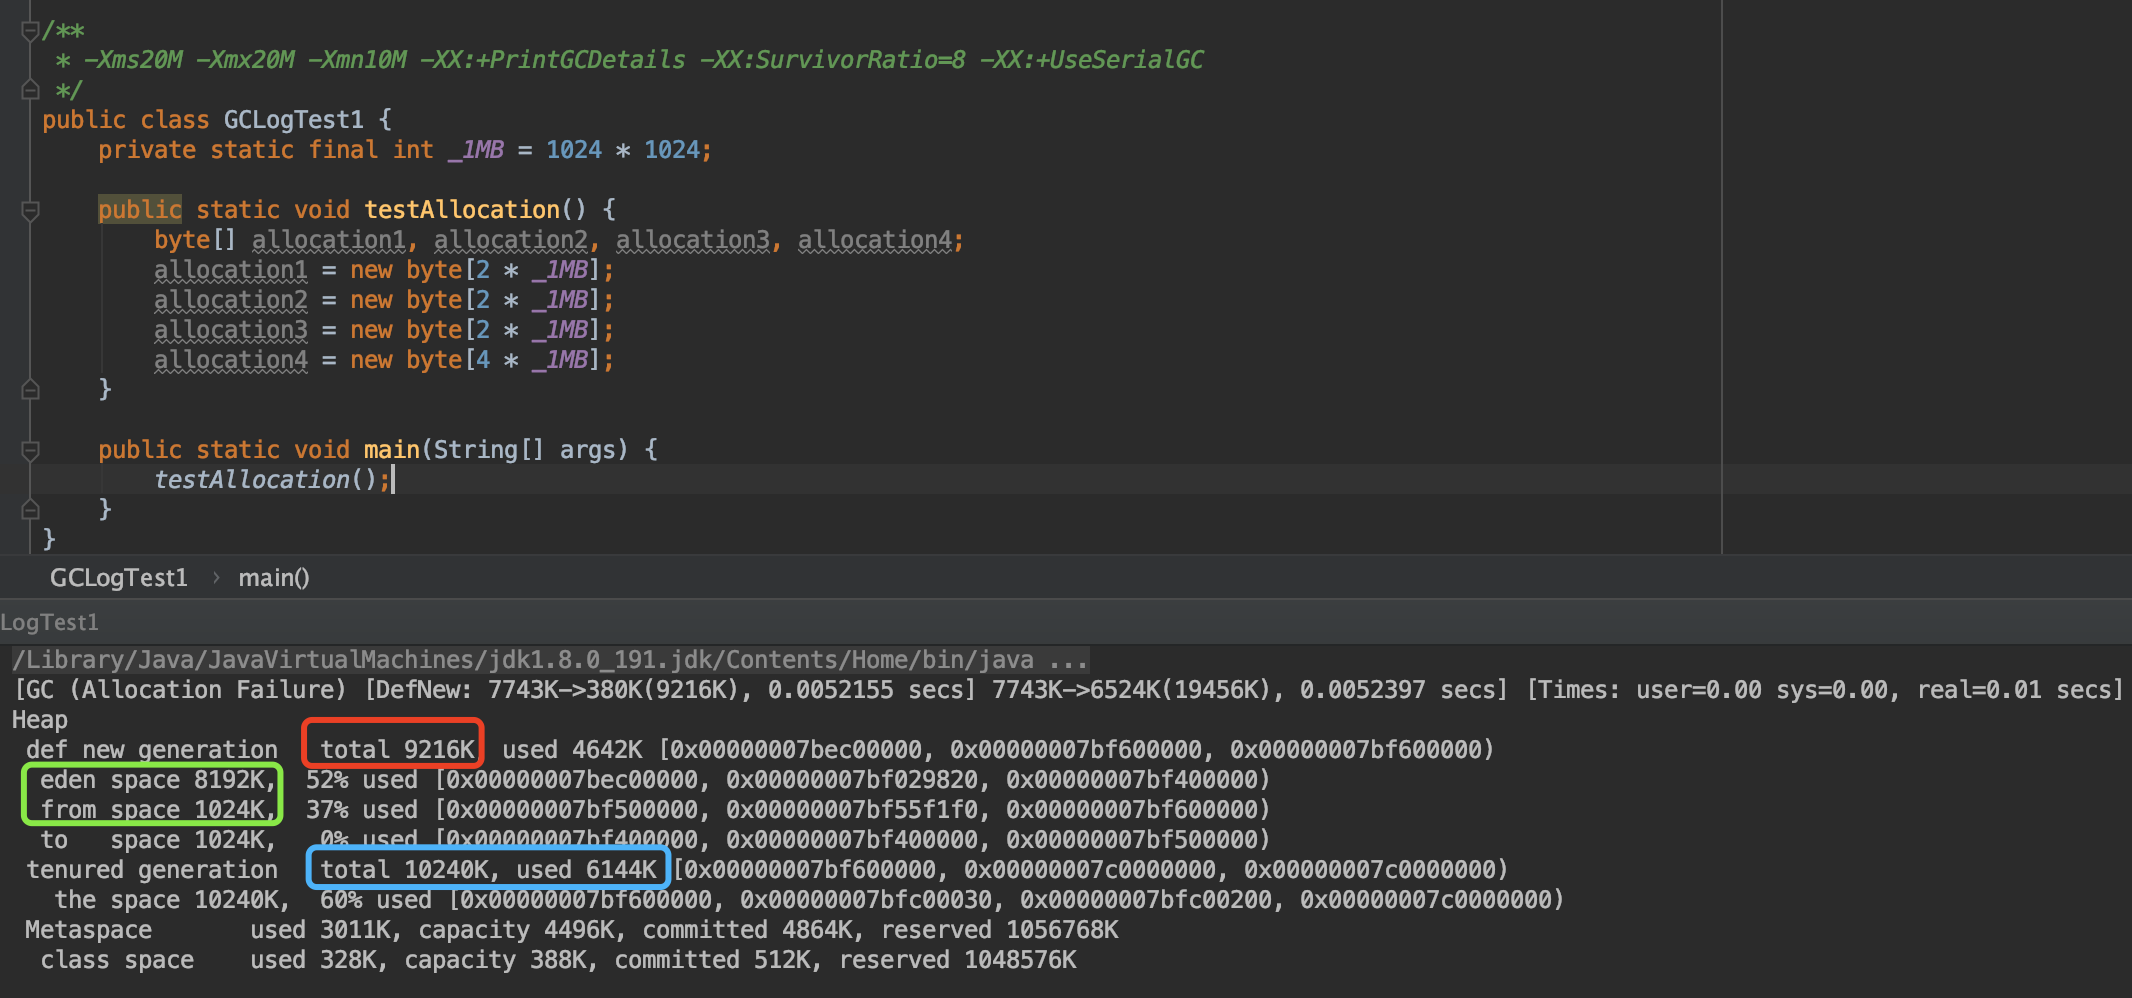 /**
 * -Xms20M -Xmx20M -Xmn10M -XX:+PrintGCDetails -XX:SurvivorRatio=8 -XX:+UseSerialGC
 */
public class GCLogTest1 {
    private static final int _1MB = 1024 * 1024;
    public static void testAllocation() {
        byte[] allocation1, allocation2, allocation3, allocation4;
        allocation1 = new byte[2 * _1MB];
        allocation2 = new byte[2 * _1MB];
        allocation3 = new byte[2 * _1MB];
        allocation4 = new byte[4 * _1MB];
    }
    public static void main(String[] args) {
        testAllocation();
    }
}
GCLogTest1 › main()
LogTest1
/Library/Java/JavaVirtualMachines/jdk1.8.0_191.jdk/Contents/Home/bin/java ...
[GC (Allocation Failure) [DefNew: 7743K->380K(9216K), 0.0052155 secs] 7743K->6524K(19456K), 0.0052397 secs] [Times: user=0.00 sys=0.00, real=0.01 secs]
Heap
 def new generation   total 9216K  used 4642K [0x00000007bec00000, 0x00000007bf600000, 0x00000007bf600000)
  eden space 8192K,  52% used [0x00000007bec00000, 0x00000007bf029820, 0x00000007bf400000)
  from space 1024K,  37% used [0x00000007bf500000, 0x00000007bf55f1f0, 0x00000007bf600000)
  to   space 1024K,   0% used [0x00000007bf400000, 0x00000007bf400000, 0x00000007bf500000)
 tenured generation   total 10240K, used 6144K [0x00000007bf600000, 0x00000007c0000000, 0x00000007c0000000)
   the space 10240K,  60% used [0x00000007bf600000, 0x00000007bfc00030, 0x00000007bfc00200, 0x00000007c0000000)
 Metaspace       used 3011K, capacity 4496K, committed 4864K, reserved 1056768K
  class space    used 328K, capacity 388K, committed 512K, reserved 1048576K